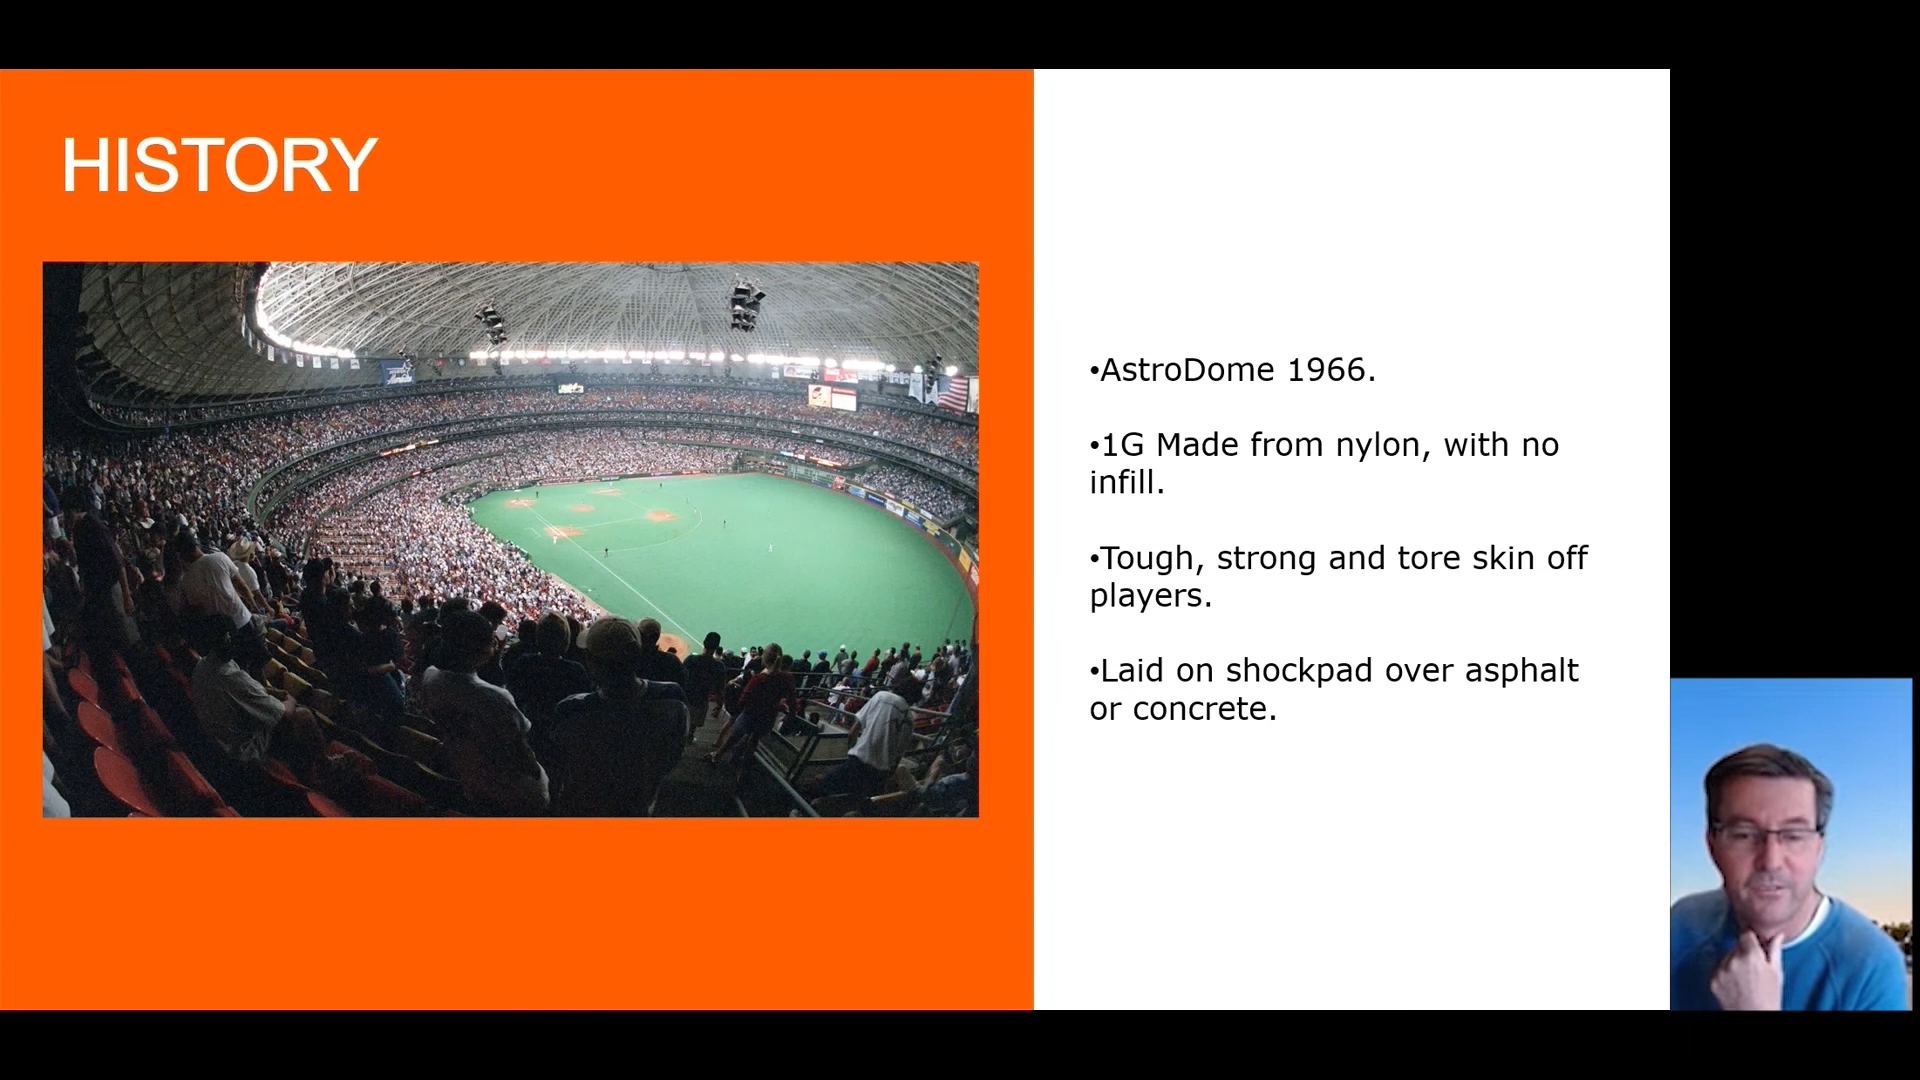 HISTORY
•AstroDome 1966.
•1G Made from nylon, with no
infill.
•Tough, strong and tore skin off
players.
•Laid on shockpad over asphalt
or concrete.